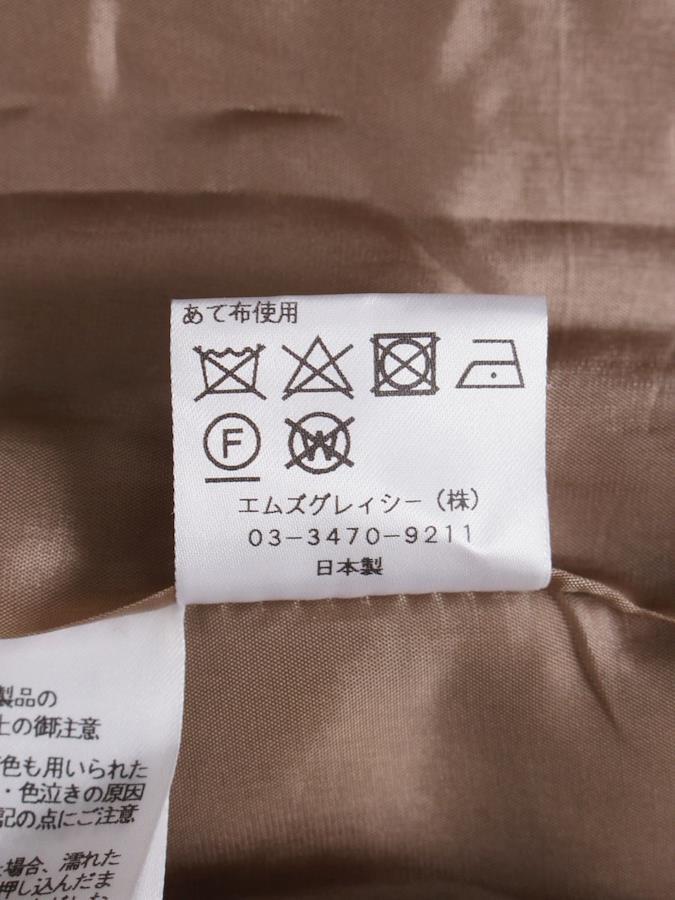 あて布使用
F
W
エムズグレイシー（株）
03−3470−9211
日本製
製品の
上の御注意
色も用いられた
・色泣きの原因
記の点にご注意
場合、濡れた
押し込んだま